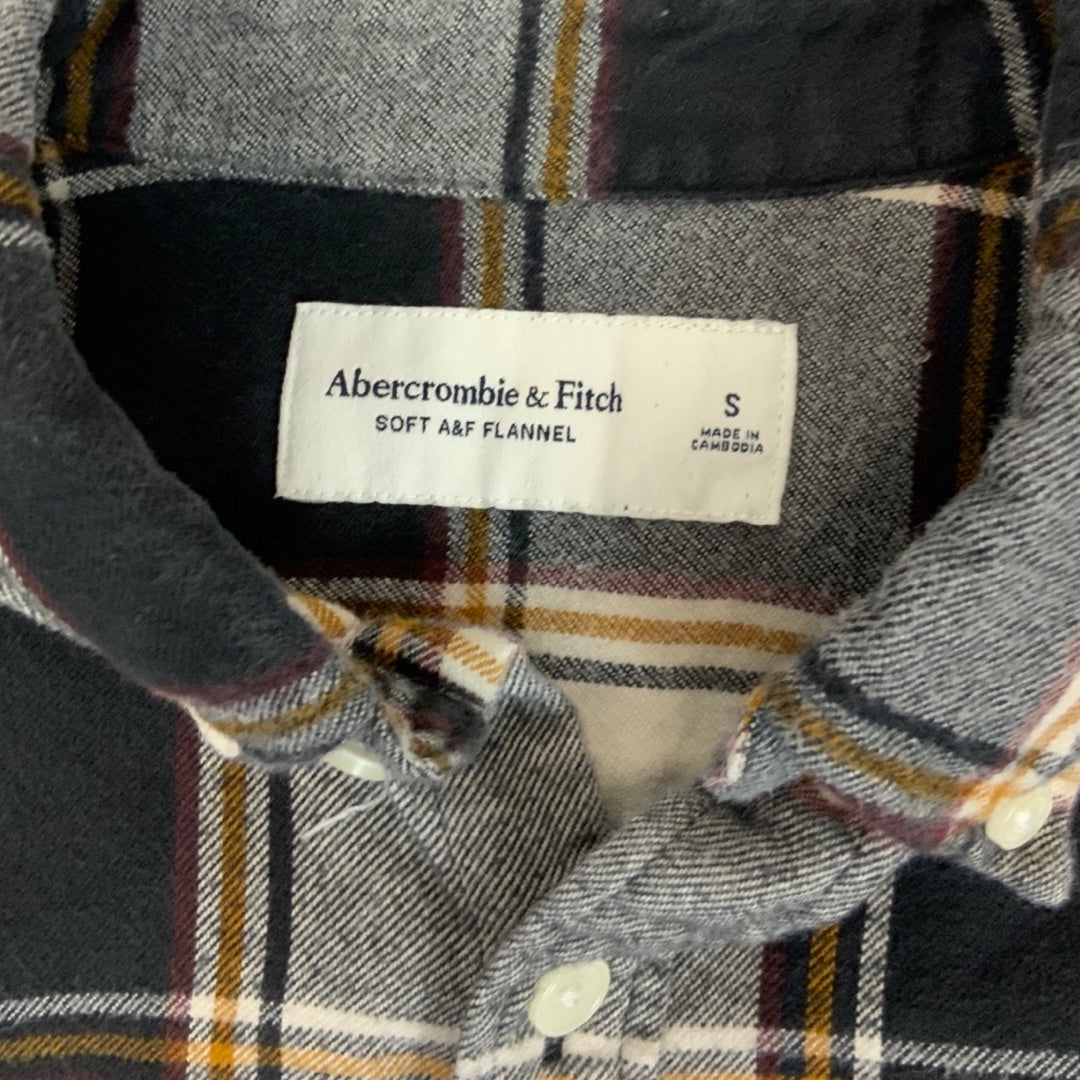 Abercrombie & Fitch
SOFT A&F FLANNEL
S
MADE IN
CAMBODIA